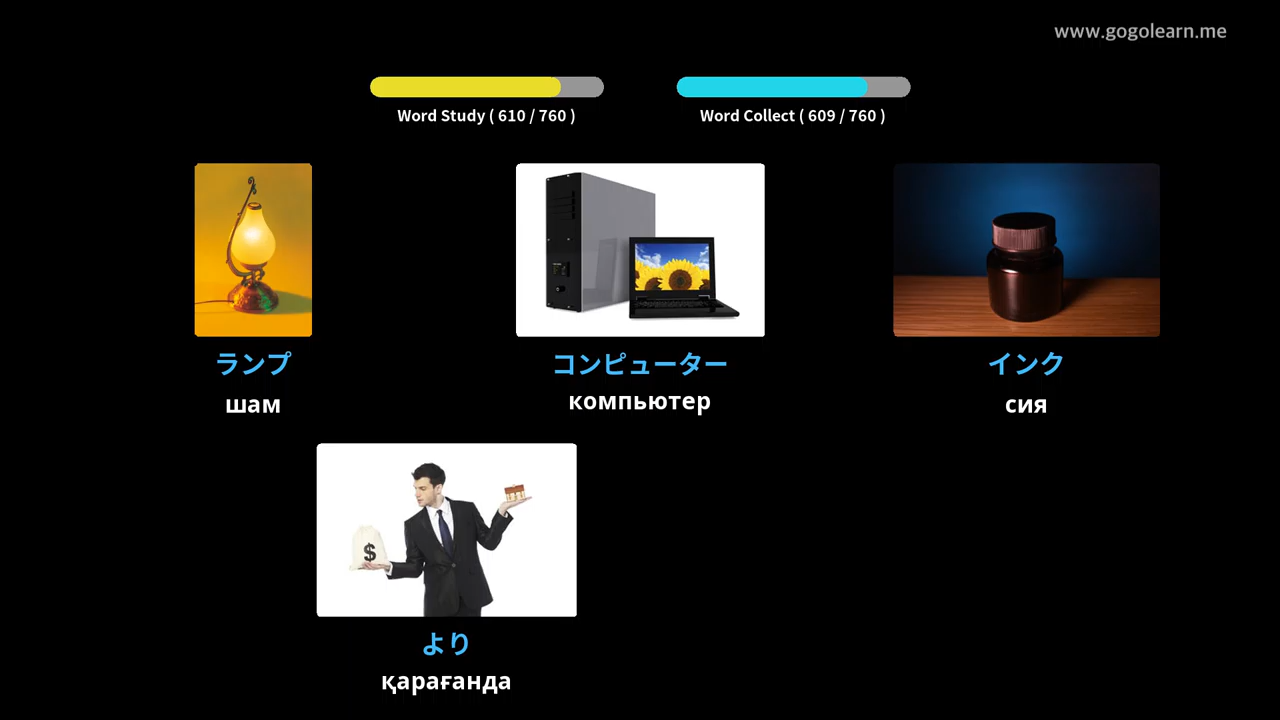 www.gogolearn.me
Word Study ( 610 / 760 )
Word Collect ( 609 / 760 )
ランプ
コンピューター
インク
шам
компьютер
сия
$
より
қарағанда